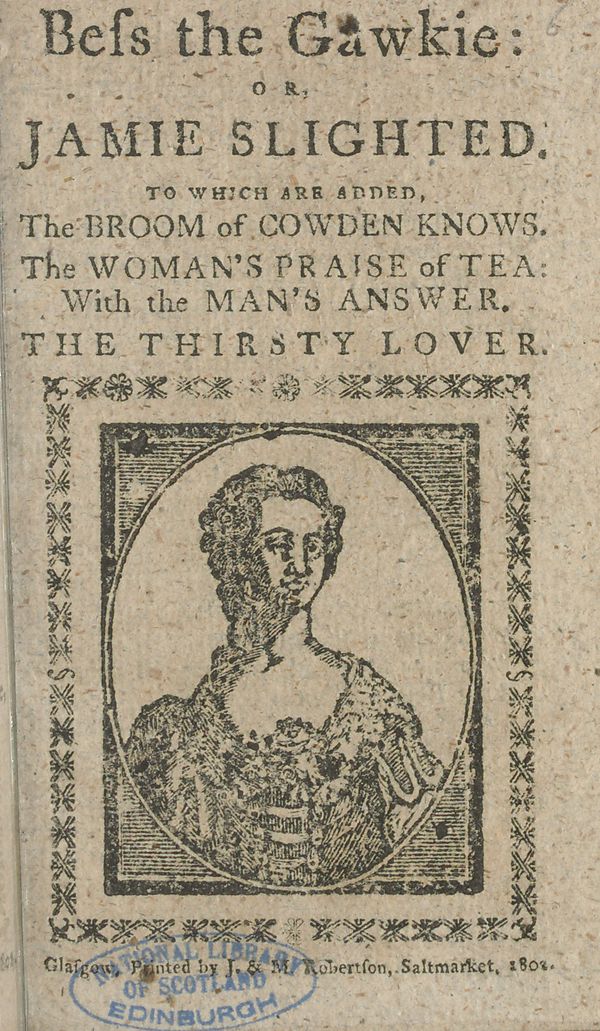 Beſs the Gawkie:
O R,
JAMIE SLIGHTED.
TO WHICH ARE ADDED,
The BROOM of COWDEN KNOWS.
The WOMAN'S PRAISE of TEA:
With the MAN'S ANSWER.
THE THIRSTY LOVER.
Glaſgow, Printed by J. & M. Robertſon, Saltmarket, 1802.
NATIONAL LIBRARY
OF SCOTLAND
EDINBURGH
6